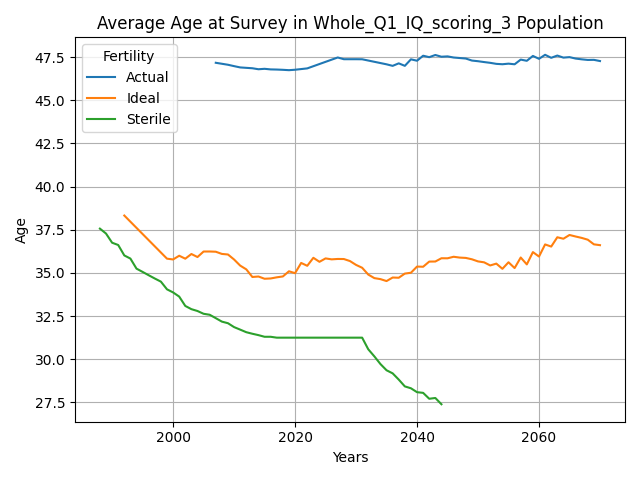 Average Age at Survey in Whole_Q1_IQ_scoring_3 Population
Fertility
Actual
Ideal
Sterile
47.5
45.0
42.5
40.0
37.5
35.0
32.5
30.0
27.5
Age
2000
2020
2040
2060
Years